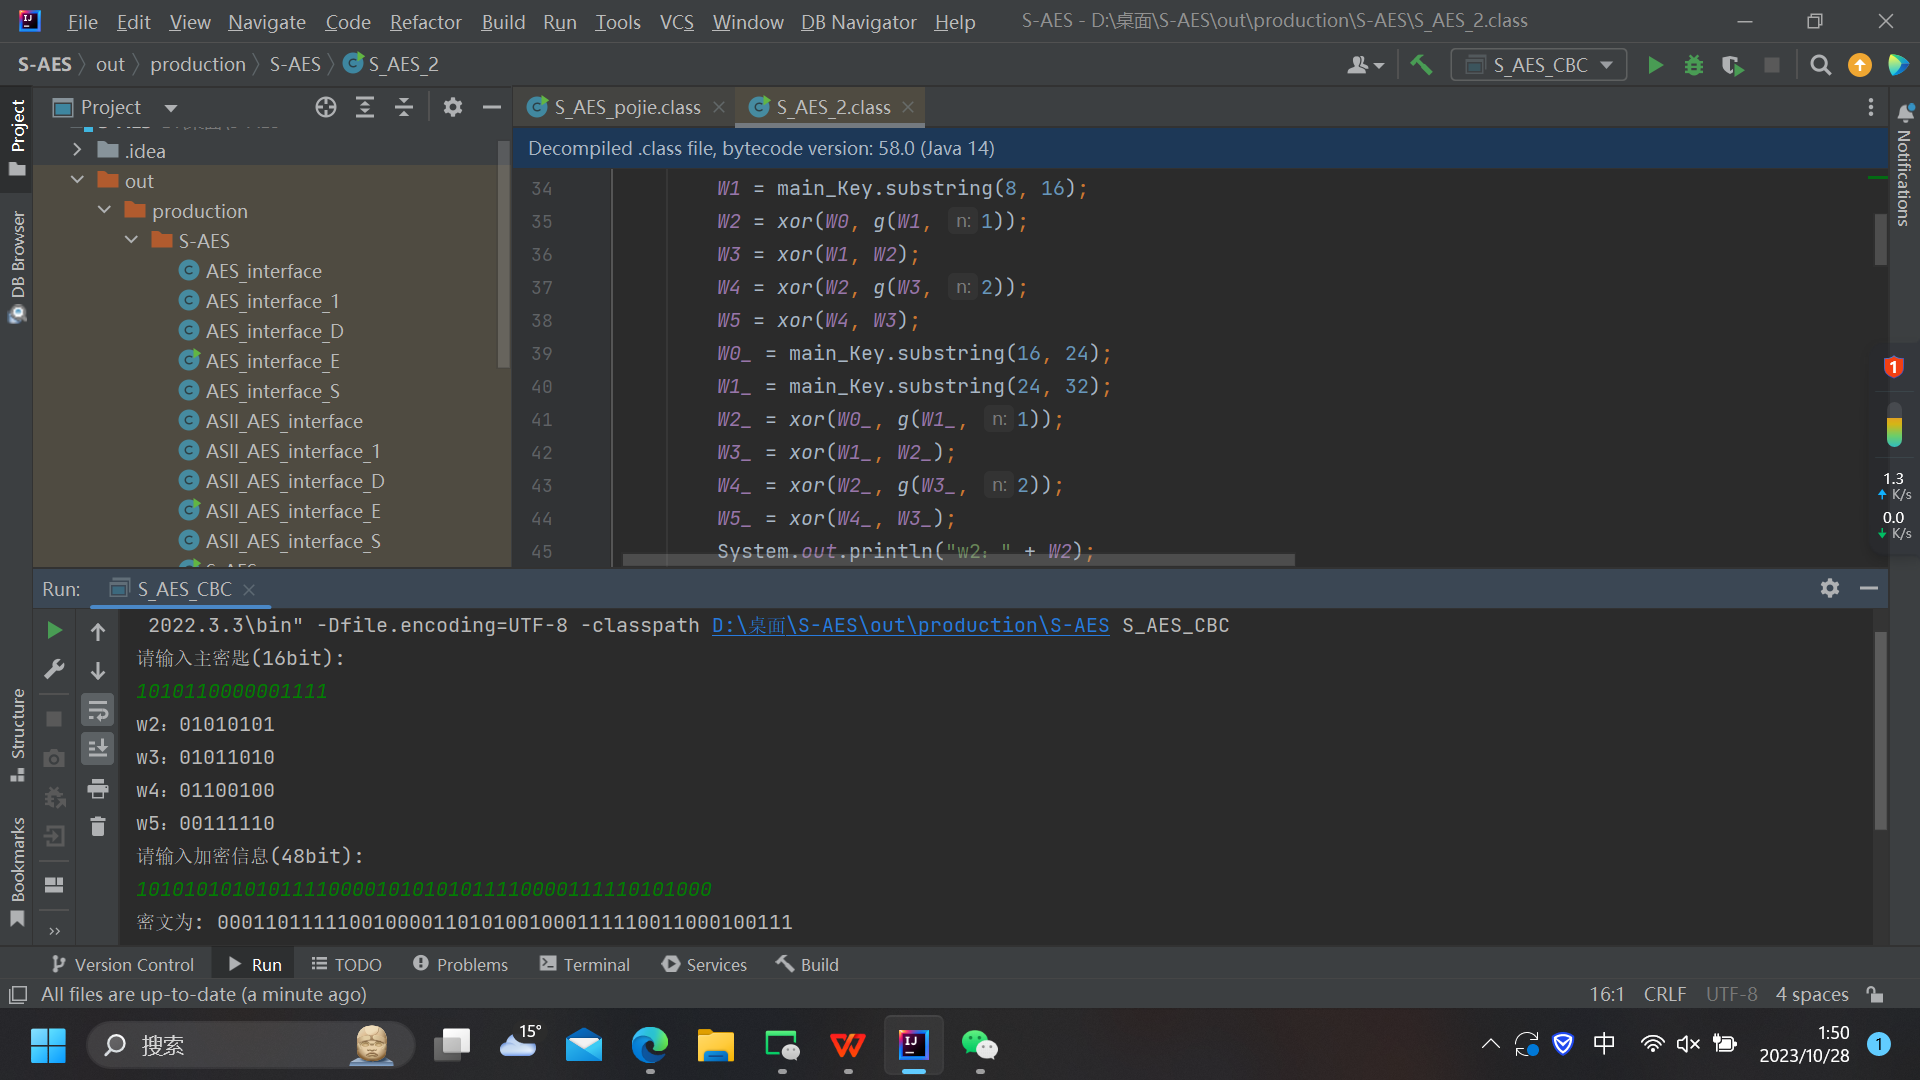 File Edit View Navigate Code Refactor Build Run Tools VCS Window DB Navigator Help S-AES - D:\桌面\S-AES\out\production\S-AES\S_AES_2.class
S-AES out production S-AES S_AES_2 S_AES_CBC
Project
S_AES_pojie.class S_AES_2.class
.idea
out
production
S-AES
AES_interface
AES_interface_1
AES_interface_D
AES_interface_E
AES_interface_S
ASII_AES_interface
ASII_AES_interface_1
ASII_AES_interface_D
ASII_AES_interface_E
ASII_AES_interface_S
Decompiled .class file, bytecode version: 58.0 (Java 14)
34 W1 = main_Key.substring(8, 16);
35 W2 = xor(W0, g(W1, n: 1));
36 W3 = xor(W1, W2);
37 W4 = xor(W2, g(W3, n: 2));
38 W5 = xor(W4, W3);
39 W0_ = main_Key.substring(16, 24);
40 W1_ = main_Key.substring(24, 32);
41 W2_ = xor(W0_, g(W1_, n: 1));
42 W3_ = xor(W1_, W2_);
43 W4_ = xor(W2_, g(W3_, n: 2));
44 W5_ = xor(W4_, W3_);
45 System.out.println("w2：" + W2);
Project
DB Browser
Structure
Bookmarks
Notifications
1
1.3
K/s
0.0
K/s
Run: S_AES_CBC
2022.3.3\bin" -Dfile.encoding=UTF-8 -classpath D:\桌面\S-AES\out\production\S-AES S_AES_CBC
请输入主密匙(16bit):
1010110000001111
w2：01010101
w3：01011010
w4：01100100
w5：00111110
请输入加密信息(48bit):
101010101010111100001010101011110000111110101000
密文为: 000110111111001000011010100100011111100110001​00111
Version Control Run TODO Problems Terminal Services Build
All files are up-to-date (a minute ago) 16:1 CRLF UTF-8 4 spaces
搜索 15° 中 1:50
2023/10/28 1